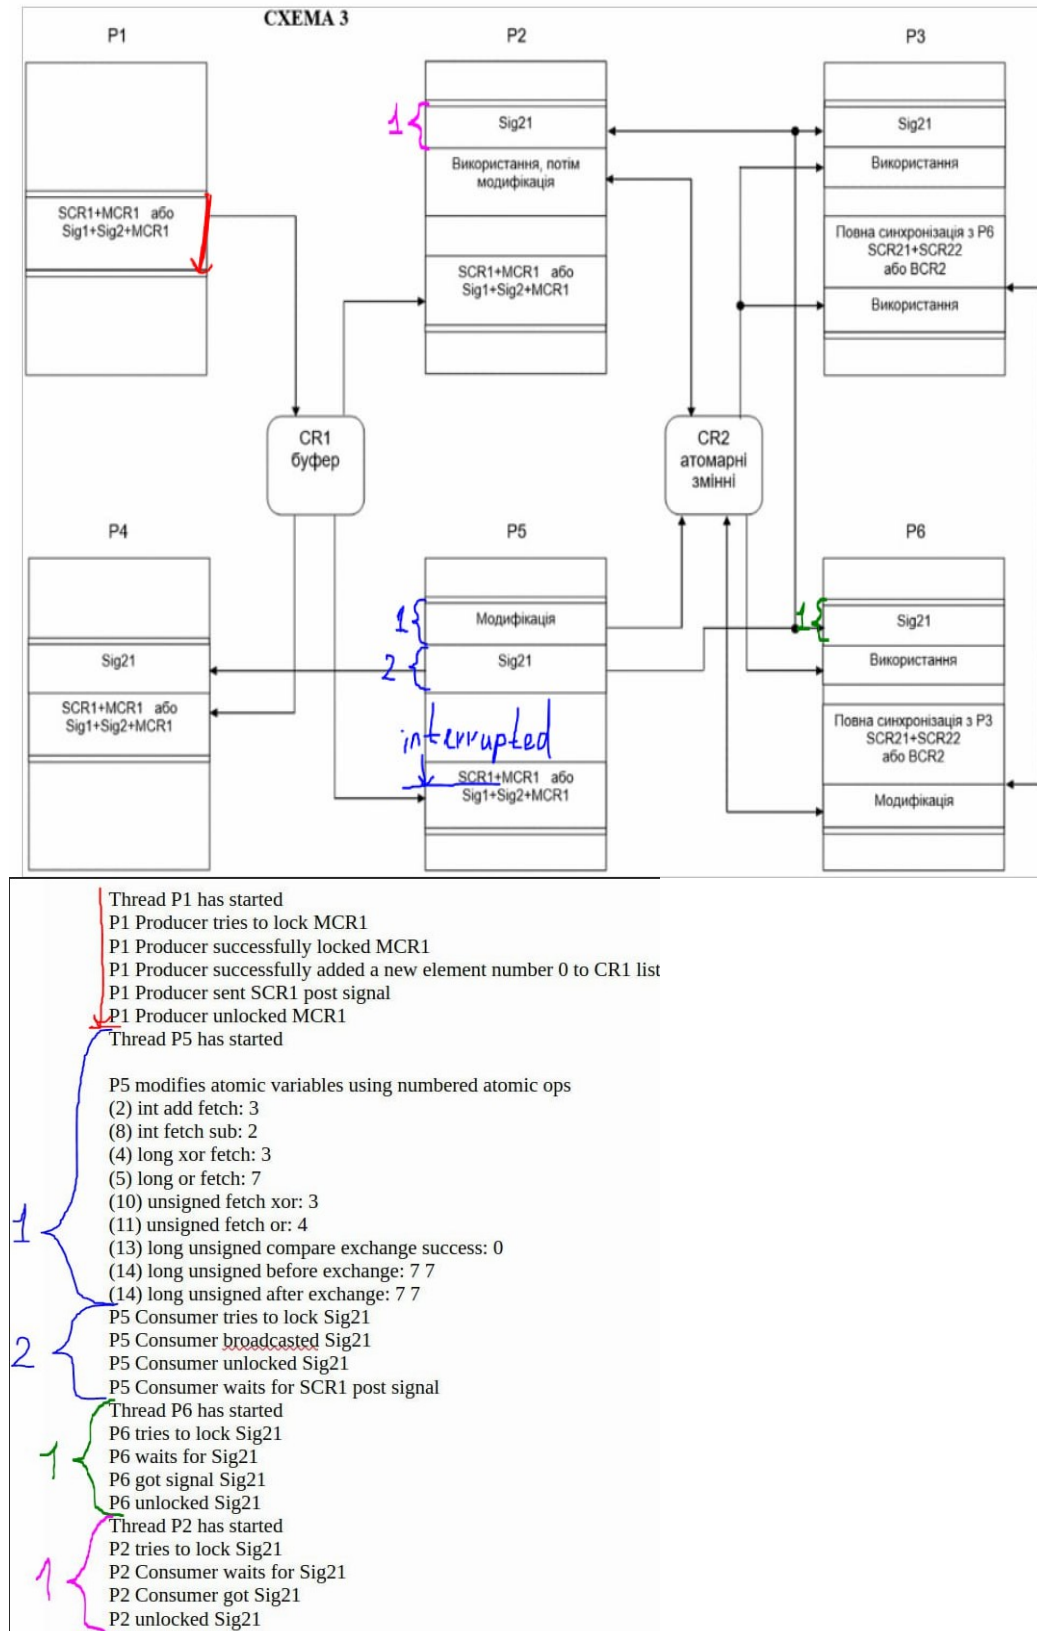 СХЕМА 3
P1
P2
P3
SCR1+MCR1 або
Sig1+Sig2+MCR1
1
Sig21
Використання, потім
модифікація
SCR1+MCR1 або
Sig1+Sig2+MCR1
Sig21
Використання
Повна синхронізація з P6
SCR21+SCR22
або BCR2
Використання
CR1
буфер
CR2
атомарні
змінні
P4
P5
P6
Sig21
SCR1+MCR1 або
Sig1+Sig2+MCR1
1
Модифікація
2
Sig21
interrupted
SCR1+MCR1 або
Sig1+Sig2+MCR1
1
Sig21
Використання
Повна синхронізація з P3
SCR21+SCR22
або BCR2
Модифікація
Thread P1 has started
P1 Producer tries to lock MCR1
P1 Producer successfully locked MCR1
P1 Producer successfully added a new element number 0 to CR1 list
P1 Producer sent SCR1 post signal
P1 Producer unlocked MCR1
Thread P5 has started
P5 modifies atomic variables using numbered atomic ops
(2) int add fetch: 3
(8) int fetch sub: 2
(4) long xor fetch: 3
(5) long or fetch: 7
(10) unsigned fetch xor: 3
1
(11) unsigned fetch or: 4
(13) long unsigned compare exchange success: 0
(14) long unsigned before exchange: 7 7
(14) long unsigned after exchange: 7 7
P5 Consumer tries to lock Sig21
P5 Consumer broadcasted Sig21
2
P5 Consumer unlocked Sig21
P5 Consumer waits for SCR1 post signal
Thread P6 has started
P6 tries to lock Sig21
1
P6 waits for Sig21
P6 got signal Sig21
P6 unlocked Sig21
Thread P2 has started
P2 tries to lock Sig21
1
P2 Consumer waits for Sig21
P2 Consumer got Sig21
P2 unlocked Sig21